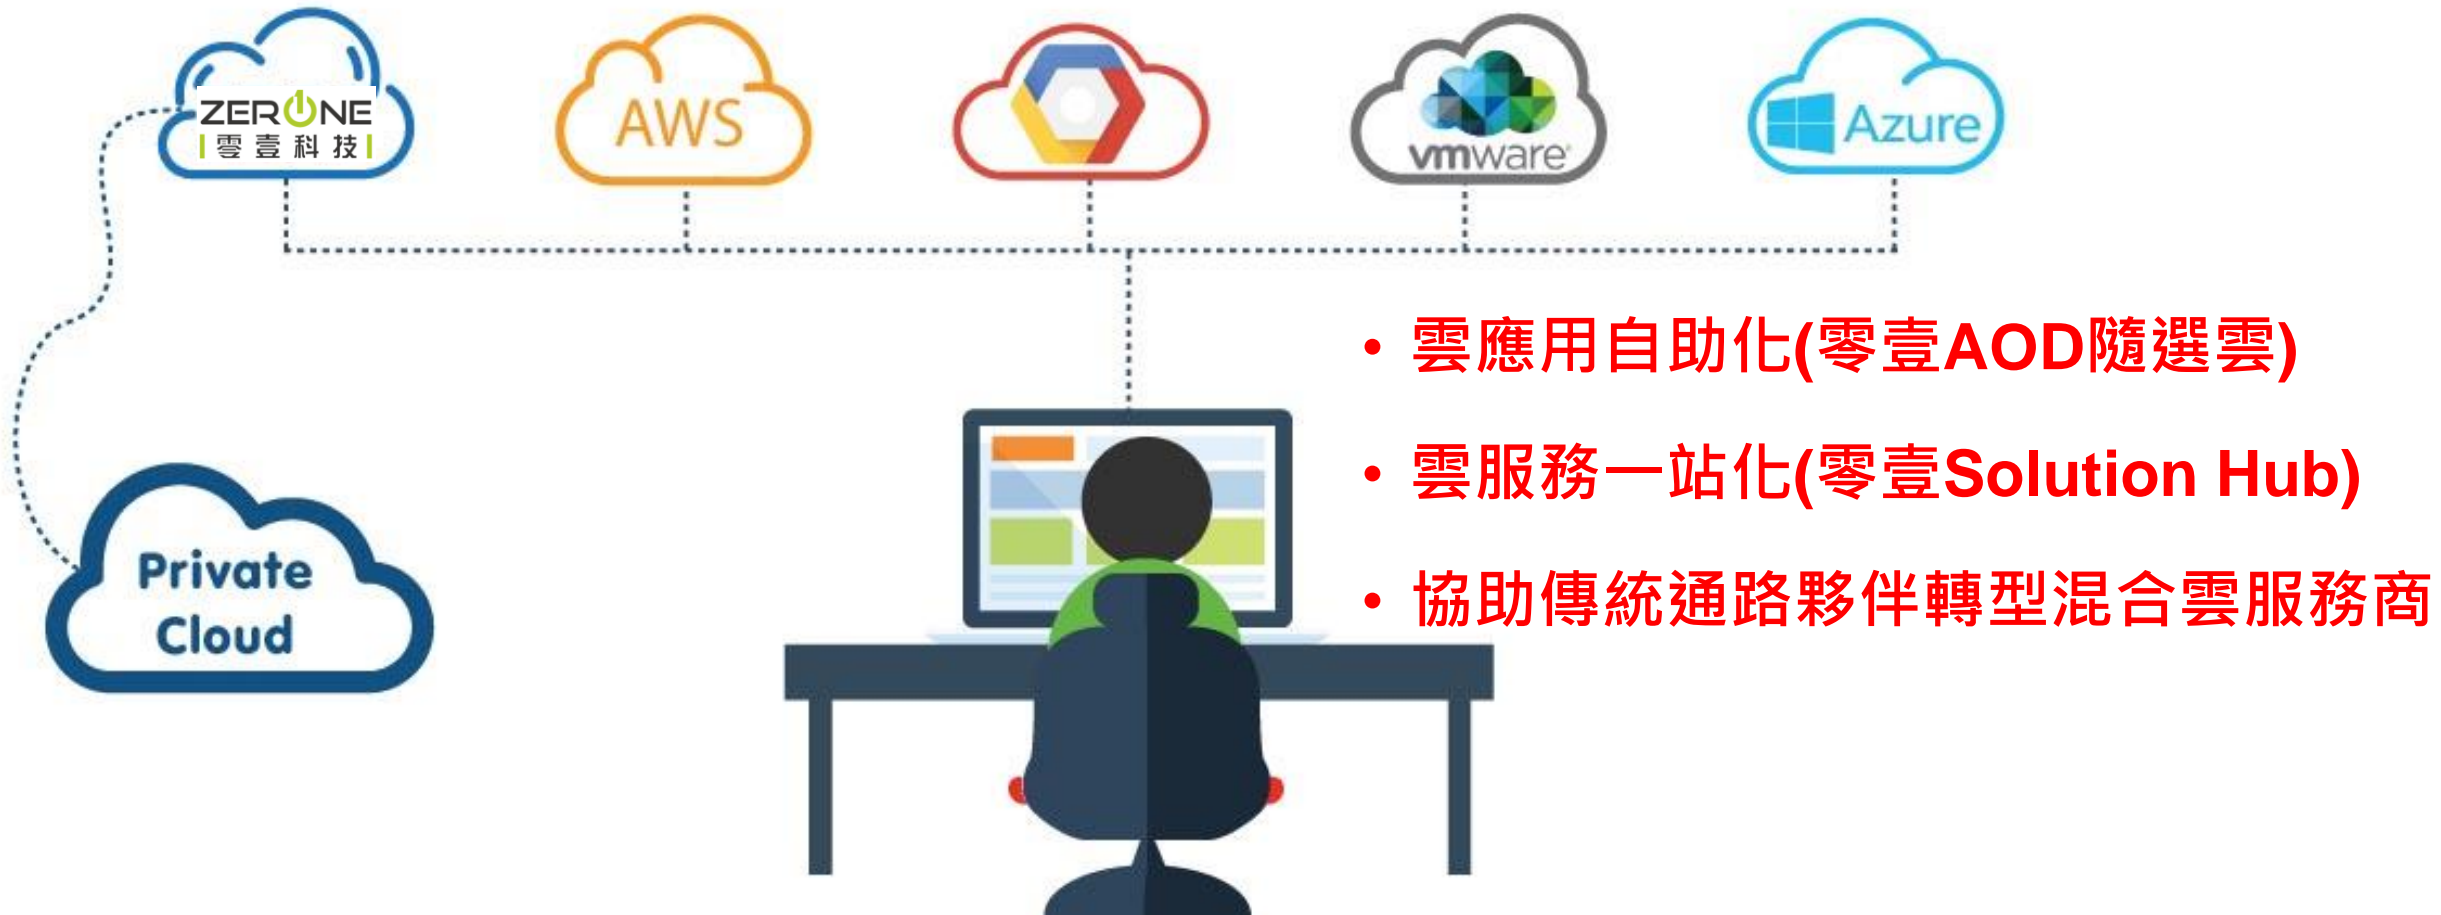 ZERONE
零壹科技
AWS
vmware
Azure
• 雲應用自助化(零壹AOD隨選雲)
• 雲服務一站化(零壹Solution Hub)
• 協助傳統通路夥伴轉型混合雲服務商
Private
Cloud